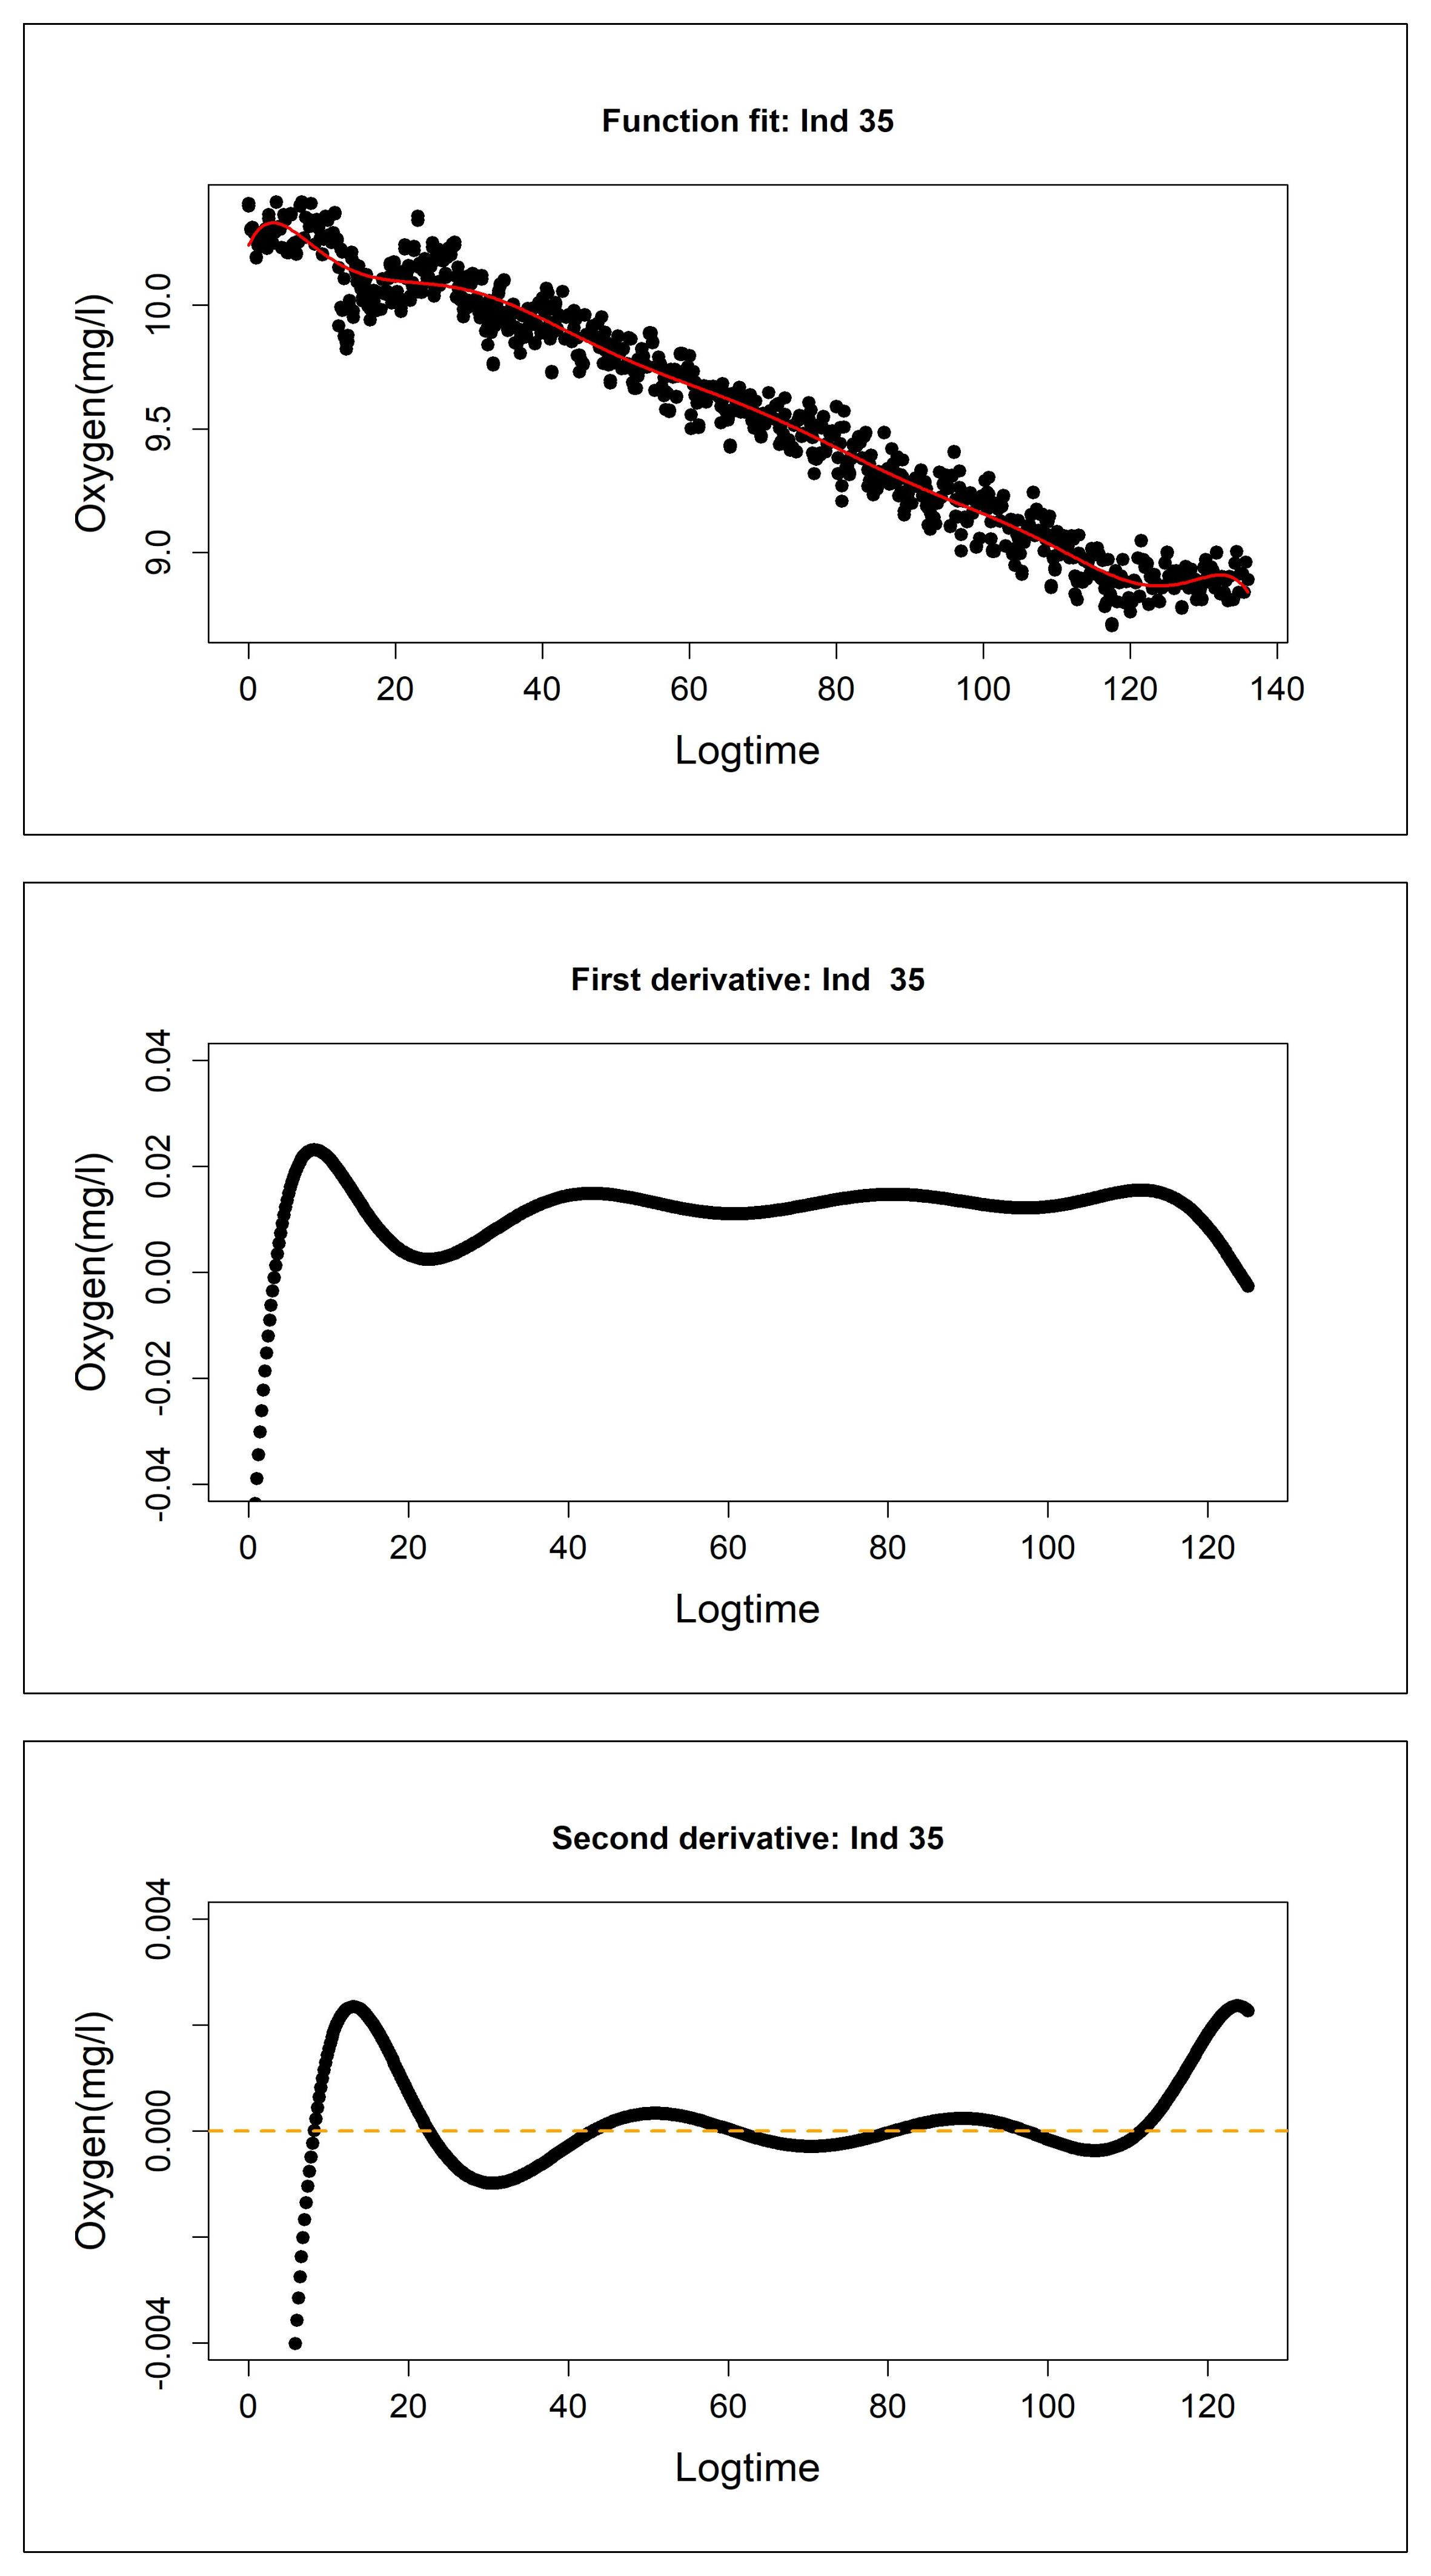 Function fit: Ind 35
Oxygen(mg/l)
10.0
9.5
9.0
0 20 40 60 80 100 120 140
Logtime
First derivative: Ind 35
Oxygen(mg/l)
0.04
0.02
0.00
-0.02
-0.04
0 20 40 60 80 100 120
Logtime
Second derivative: Ind 35
Oxygen(mg/l)
0.004
0.000
-0.004
0 20 40 60 80 100 120
Logtime